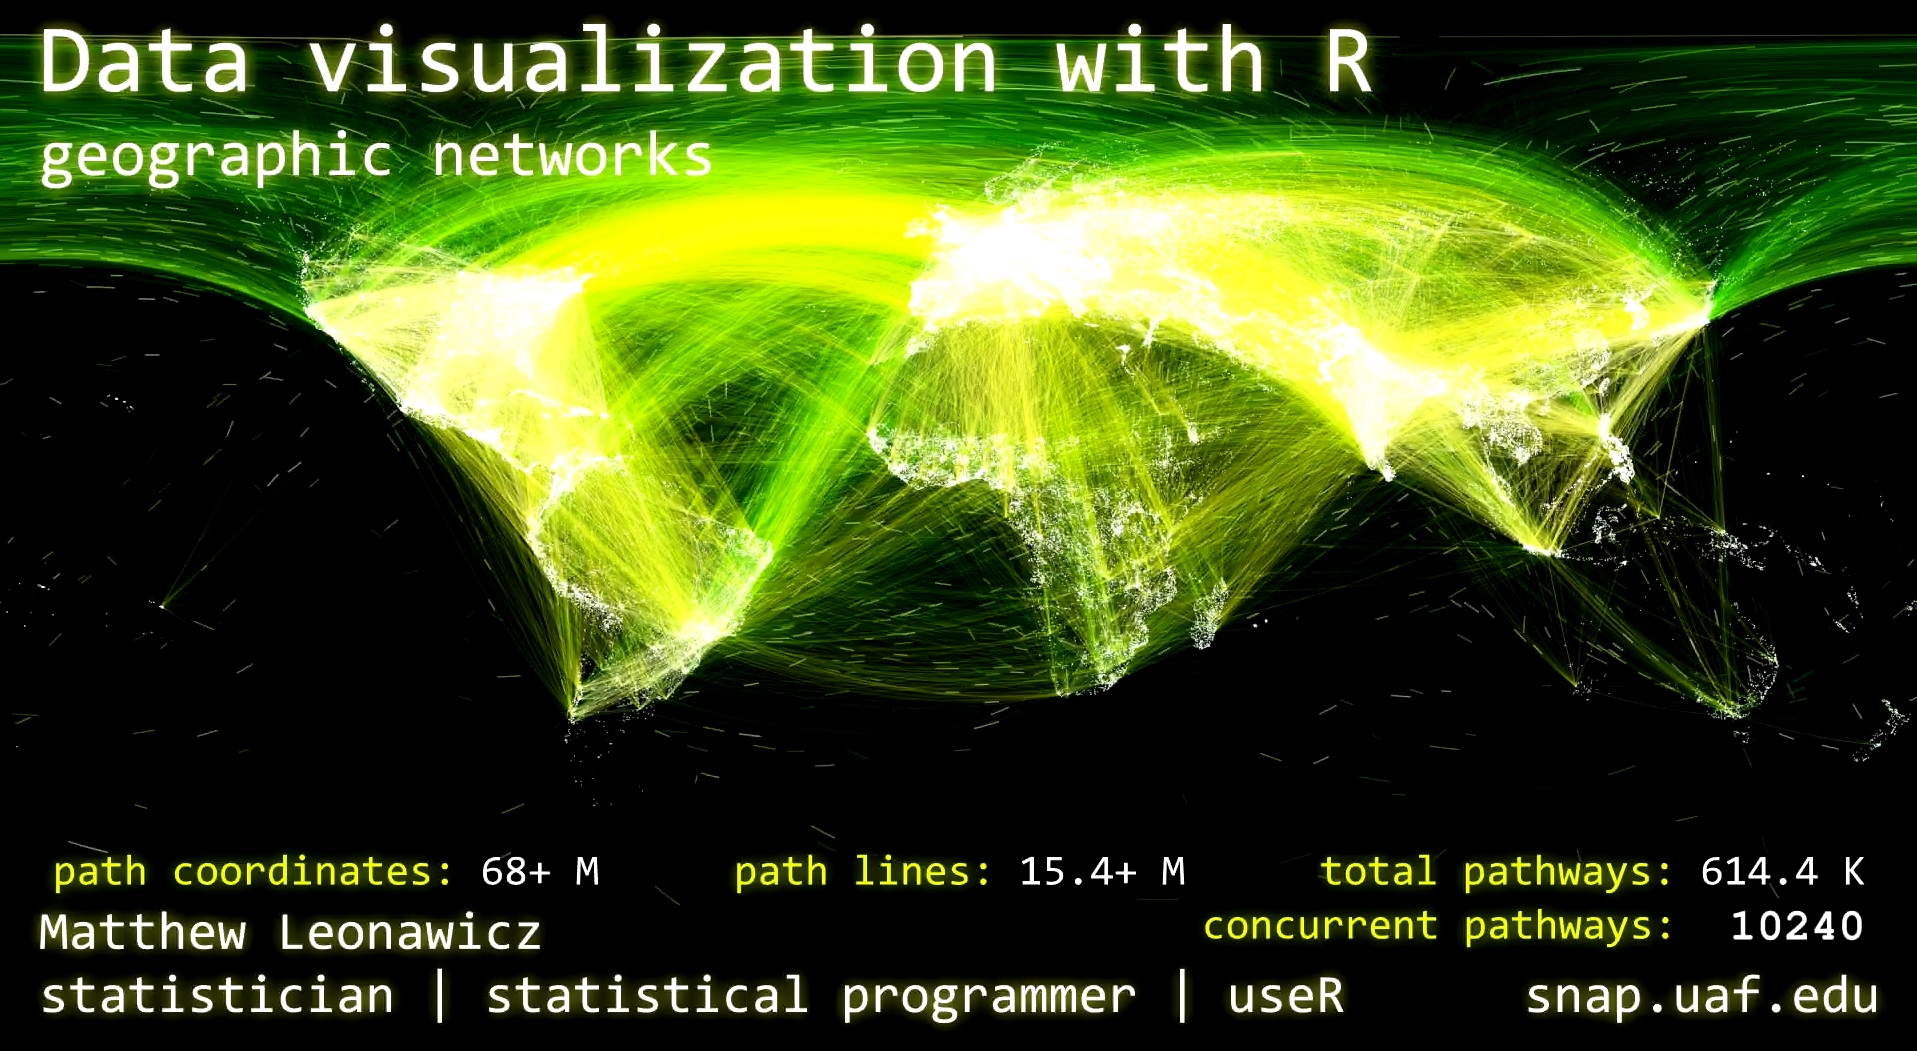 Data visualization with R
geographic networks
path coordinates: 68+ M path lines: 15.4+ M total pathways: 614.4 K
concurrent pathways: 10240
Matthew Leonawicz
statistician | statistical programmer | useR snap.uaf.edu